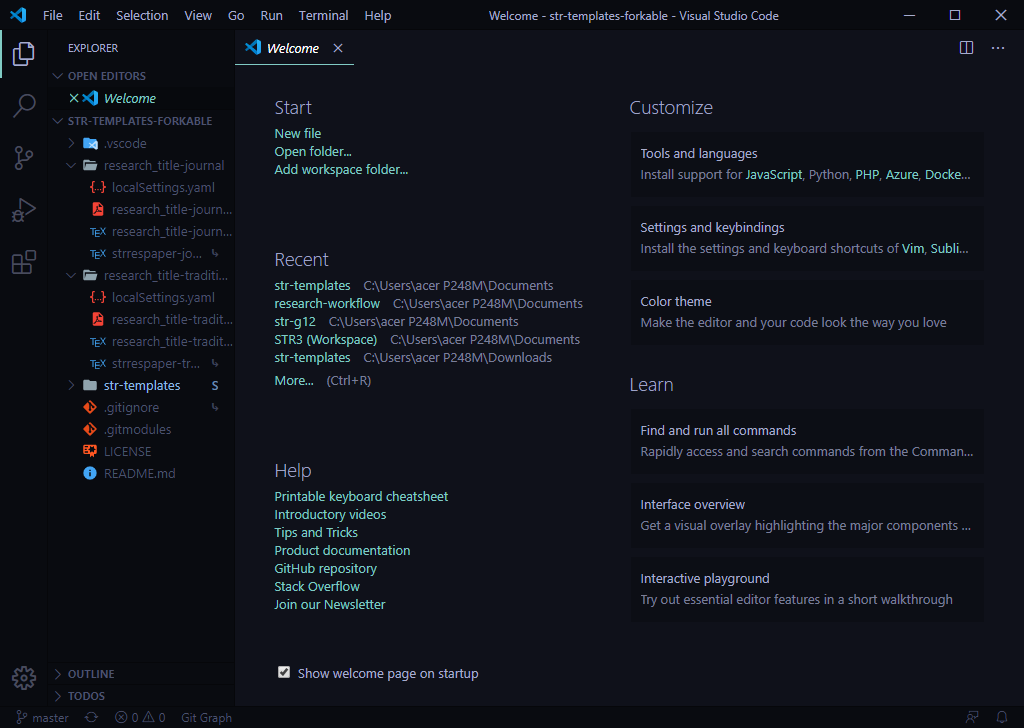 File Edit Selection View Go Run Terminal Help
Welcome - str-templates-forkable - Visual Studio Code
EXPLORER
OPEN EDITORS
Welcome
STR-TEMPLATES-FORKABLE
.vscode
research_title-journal
{..} localSettings.yaml
research_title-journ...
TEX research_title-journ...
TEX strrespaper-jo...
research_title-traditi...
{..} localSettings.yaml
research_title-tradit...
TEX research_title-tradit...
TEX strrespaper-tr...
str-templates S
.gitignore
.gitmodules
LICENSE
README.md
OUTLINE
TODOS
Welcome
Start
New file
Open folder...
Add workspace folder...
Recent
str-templates C:\Users\acer P248M\Documents
research-workflow C:\Users\acer P248M\Documents
str-g12 C:\Users\acer P248M\Documents
STR3 (Workspace) C:\Users\acer P248M\Documents
str-templates C:\Users\acer P248M\Downloads
More... (Ctrl+R)
Help
Printable keyboard cheatsheet
Introductory videos
Tips and Tricks
Product documentation
GitHub repository
Stack Overflow
Join our Newsletter
Show welcome page on startup
Customize
Tools and languages
Install support for JavaScript, Python, PHP, Azure, Docke...
Settings and keybindings
Install the settings and keyboard shortcuts of Vim, Subli...
Color theme
Make the editor and your code look the way you love
Learn
Find and run all commands
Rapidly access and search commands from the Comman...
Interface overview
Get a visual overlay highlighting the major components ...
Interactive playground
Try out essential editor features in a short walkthrough
master 0 0 Git Graph